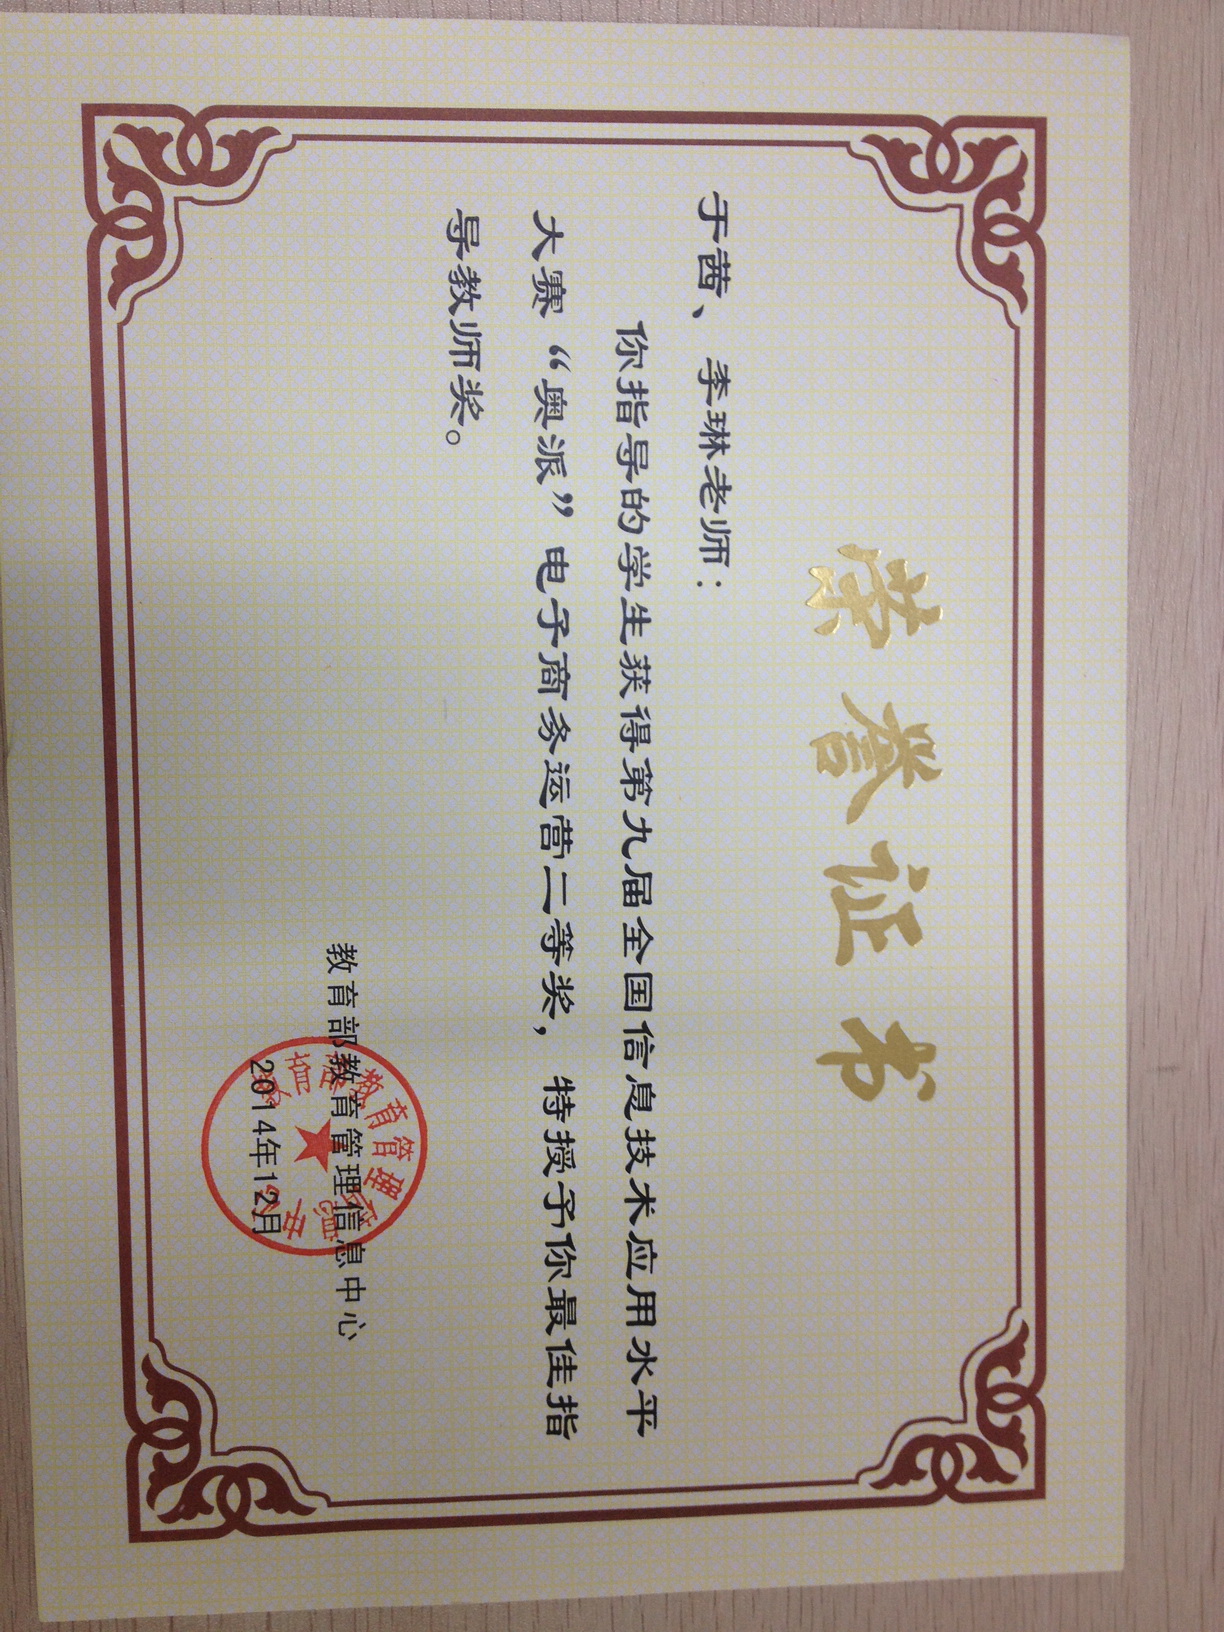 荣誉证书
于茜、李琳老师：
你指导的学生获得第九届全国信息技术应用水平
大赛“奥派”电子商务运营二等奖，特授予你最佳指
导教师奖。
教育部教育管理信息中心
2014年12月